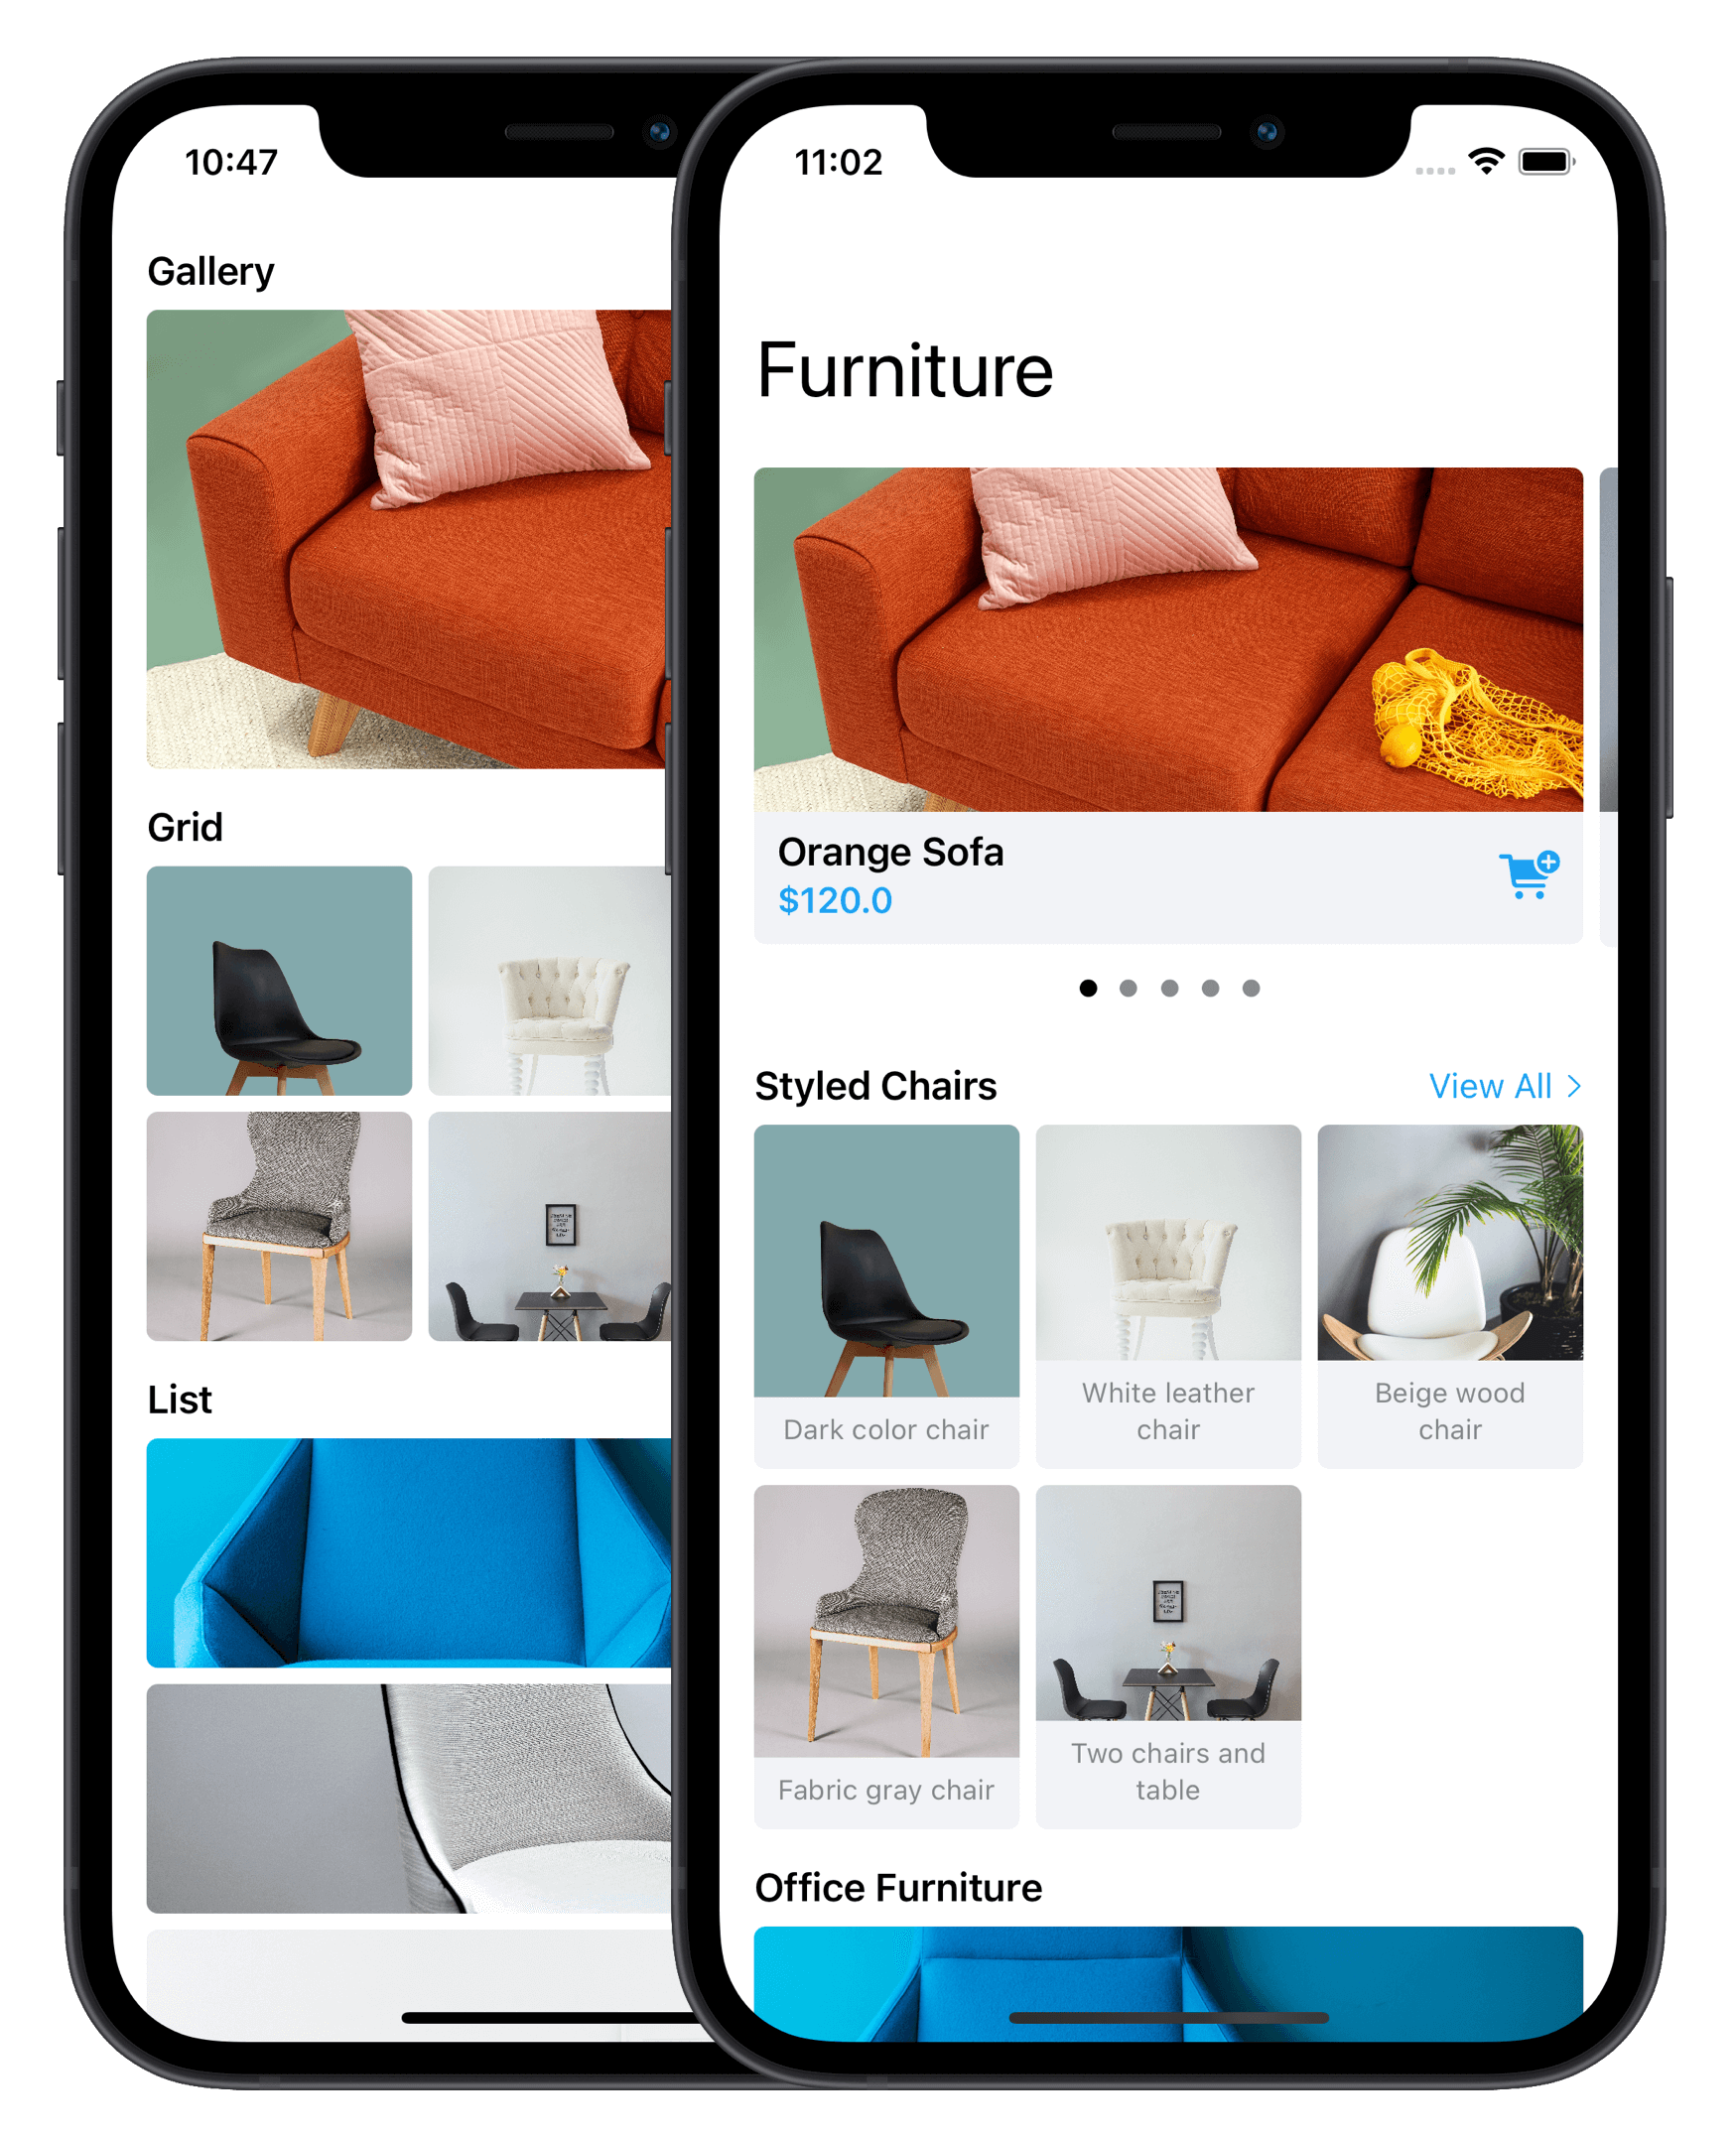 10:47
Gallery
Grid
List
11:02
Furniture
Orange Sofa
$120.0
Styled Chairs
View All
Dark color chair
White leather
chair
Beige wood
chair
Fabric gray chair
Two chairs and
table
Office Furniture